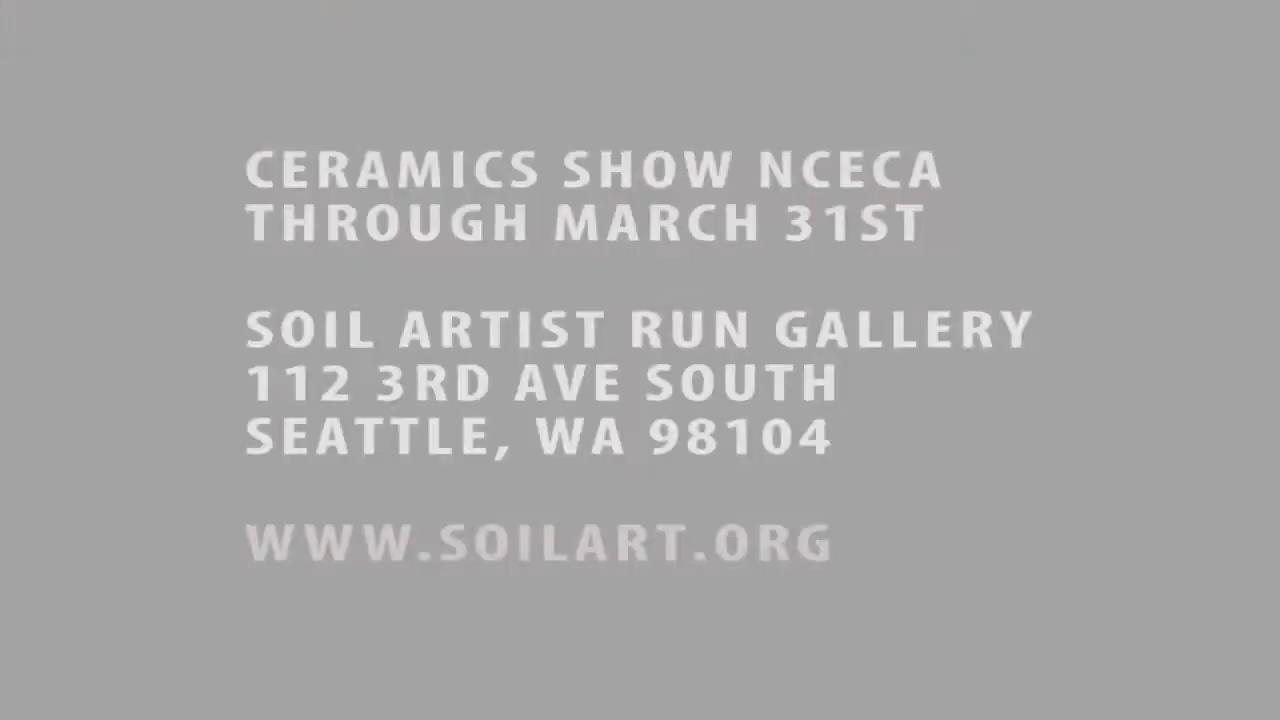 CERAMICS SHOW NCECA
THROUGH MARCH 31ST
SOIL ARTIST RUN GALLERY
112 3RD AVE SOUTH
SEATTLE, WA 98104
WWW.SOILART.ORG